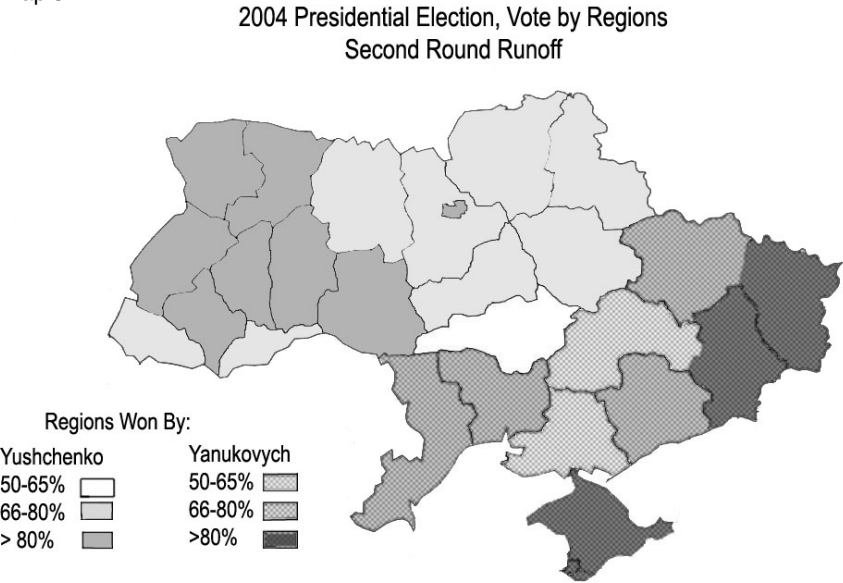 2004 Presidential Election, Vote by Regions
Second Round Runoff
Regions Won By:
Yushchenko
50-65%
66-80%
> 80%
Yanukovych
50-65%
66-80%
>80%